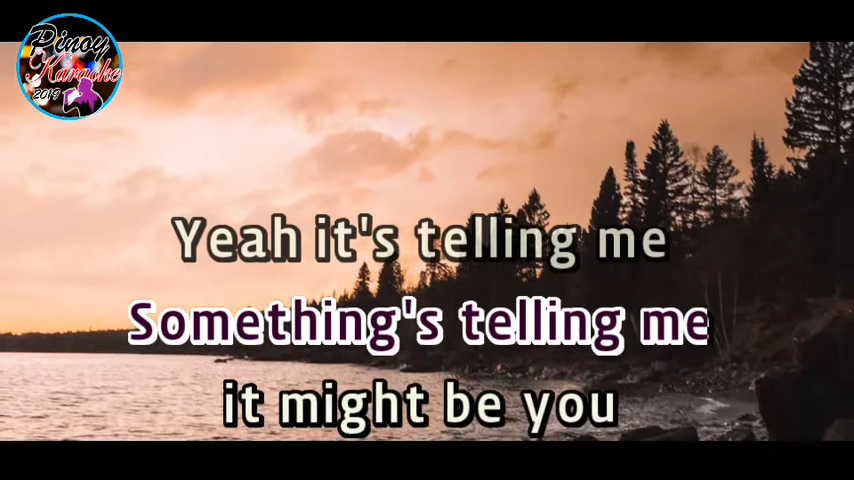 Pinoy
Karaoke
2019
Yeah it's telling me
Something's telling me
it might be you